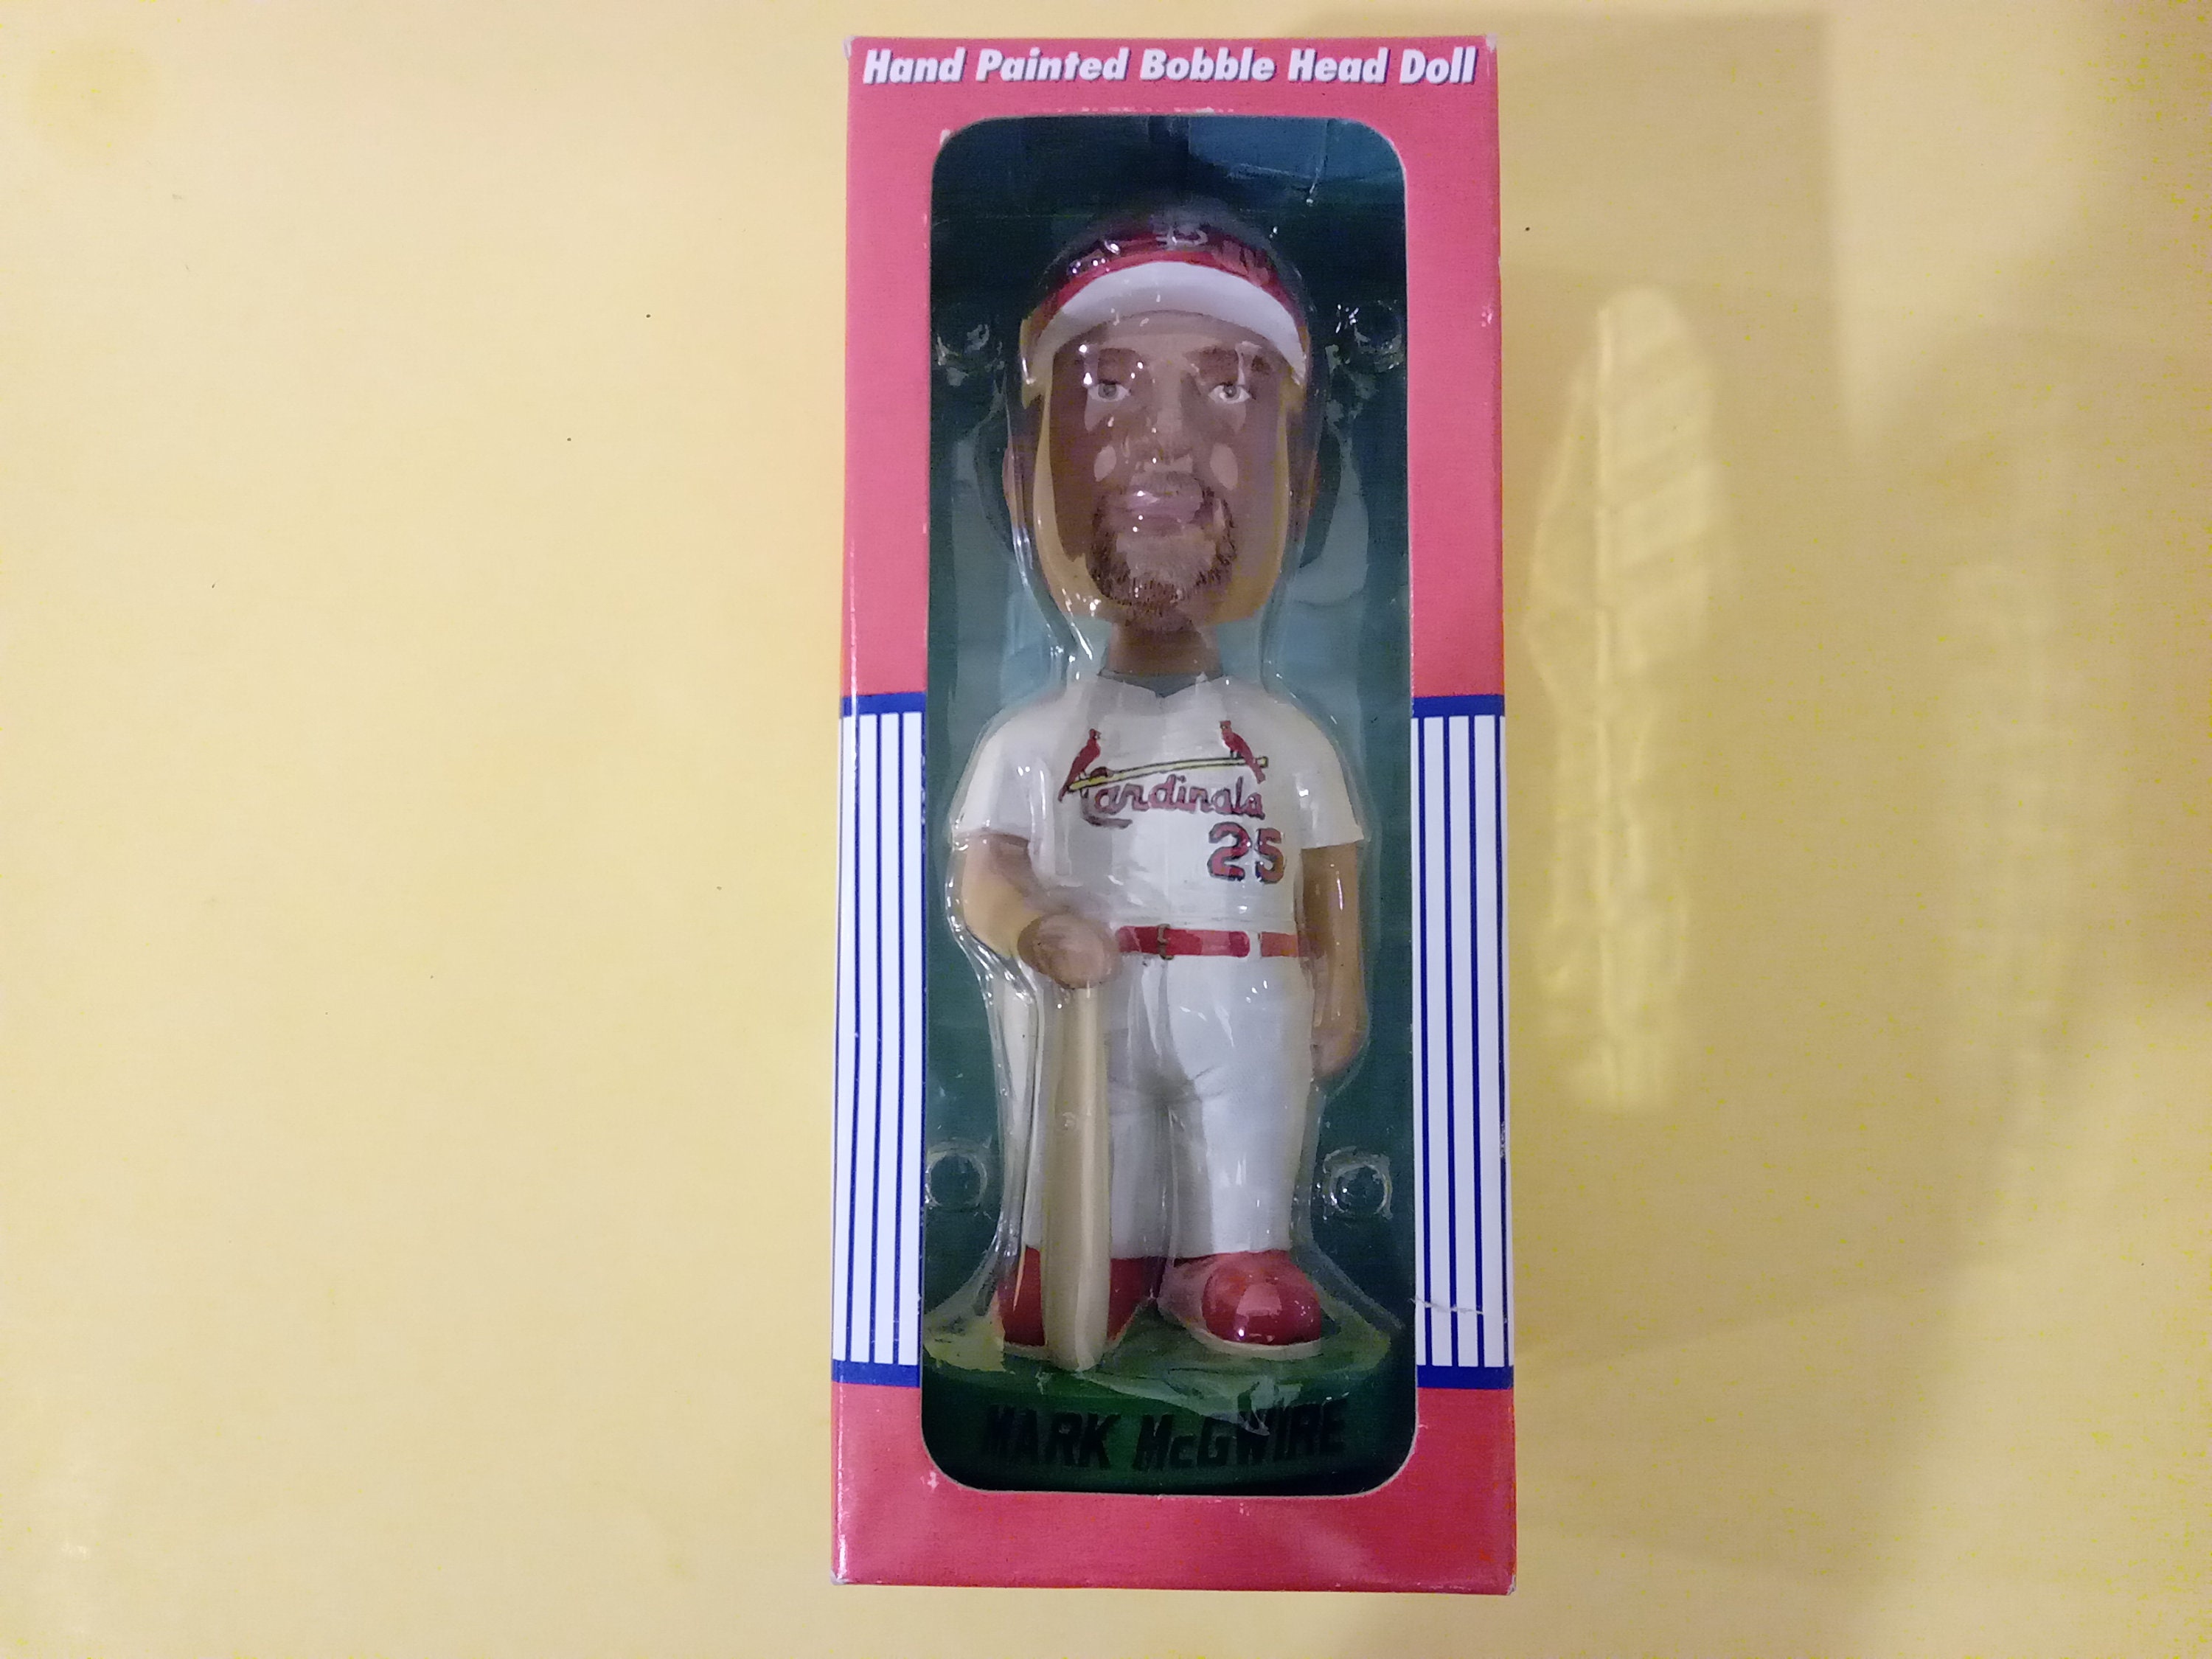 Hand Painted Bobble Head Doll
Cardinals
25
MARK McGWIRE